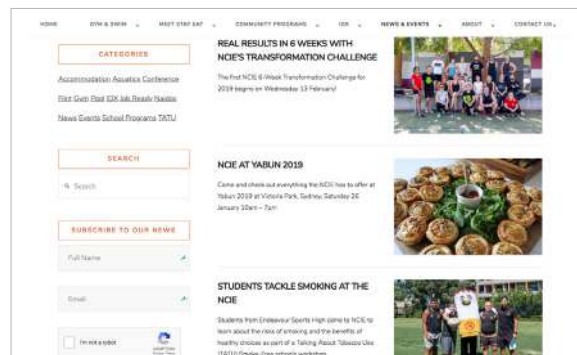 HOME GYM & SWIM MEET STAY EAT COMMUNITY PROGRAMS IDX NEWS & EVENTS ABOUT CONTACT US
CATEGORIES
Accommodation Aquatics Conference
Flint Gym Pool IDX Job Ready Naidoc
News Events School Programs TATU
SEARCH
Search
SUBSCRIBE TO OUR NEWS
Full Name
Email
I'm not a robot
REAL RESULTS IN 6 WEEKS WITH
NCIE'S TRANSFORMATION CHALLENGE
The first NCIE 6-Week Transformation Challenge for
2019 begins on Wednesday 13 February!
NCIE AT YABUN 2019
Come and check out everything the NCIE has to offer at
Yabun 2019 at Victoria Park, Sydney, Saturday 26
January 10am – 7pm
STUDENTS TACKLE SMOKING AT THE
NCIE
Students from Endeavour Sports High came to NCIE to
learn about the risks of smoking and the benefits of
healthy choices as part of a Talking About Tobacco Use
(TATU) Smoke-Free schools workshop